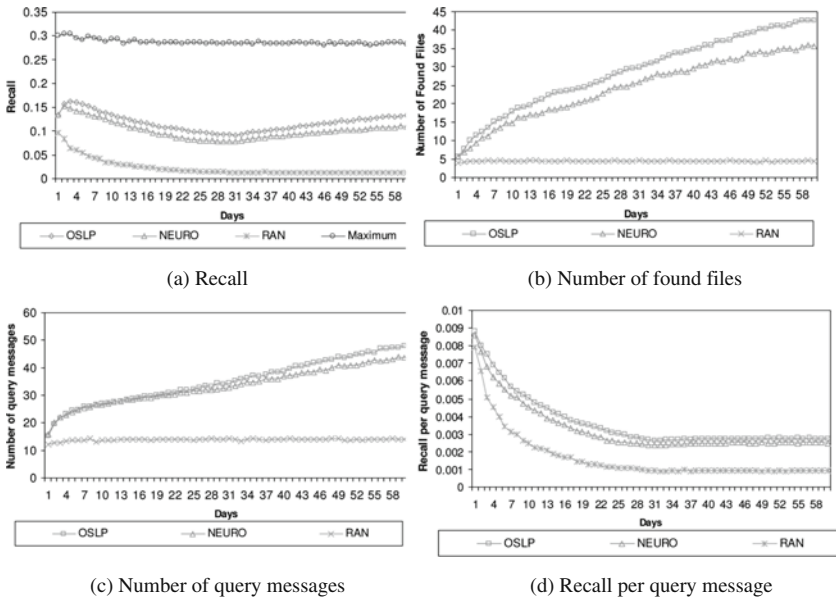 0.35
0.3
0.25
0.2
0.15
0.1
0.05
0
Recall
1 4 7 10 13 16 19 22 25 28 31 34 37 40 43 46 49 52 55 58
Days
OSLP NEURO RAN Maximum
(a) Recall
45
40
35
30
25
20
15
10
5
0
Number of Found Files
1 4 7 10 13 16 19 22 25 28 31 34 37 40 43 46 49 52 55 58
Days
OSLP NEURO RAN
(b) Number of found files
60
50
40
30
20
10
0
Number of query messages
1 4 7 10 13 16 19 22 25 28 31 34 37 40 43 46 49 52 55 58
Days
OSLP NEURO RAN
(c) Number of query messages
0.01
0.009
0.008
0.007
0.006
0.005
0.004
0.003
0.002
0.001
0
Recall per query message
1 4 7 10 13 16 19 22 25 28 31 34 37 40 43 46 49 52 55 58
Days
OSLP NEURO RAN
(d) Recall per query message